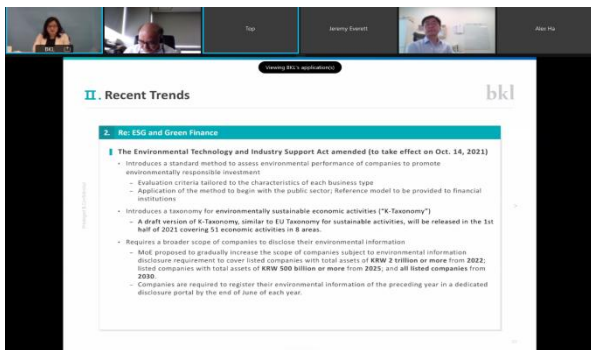 BKL
Top
Jeremy Everett
Alec Ha
Viewing BKL's application(s)
II. Recent Trends
bkl
2. Re: ESG and Green Finance
The Environmental Technology and Industry Support Act amended (to take effect on Oct. 14, 2021)
- Introduces a standard method to assess environmental performance of companies to promote
environmentally responsible investment
– Evaluation criteria tailored to the characteristics of each business type
– Application of the method to begin with the public sector; Reference model to be provided to financial
institutions
- Introduces a taxonomy for environmentally sustainable economic activities ("K-Taxonomy")
– A draft version of K-Taxonomy, similar to EU Taxonomy for sustainable activities, will be released in the 1st
half of 2021 covering 51 economic activities in 8 areas.
- Requires a broader scope of companies to disclose their environmental information
– MoE proposed to gradually increase the scope of companies subject to environmental information
disclosure requirement to cover listed companies with total assets of KRW 2 trillion or more from 2022;
listed companies with total assets of KRW 500 billion or more from 2025; and all listed companies from
2030.
– Companies are required to register their environmental information of the preceding year in a dedicated
disclosure portal by the end of June of each year.